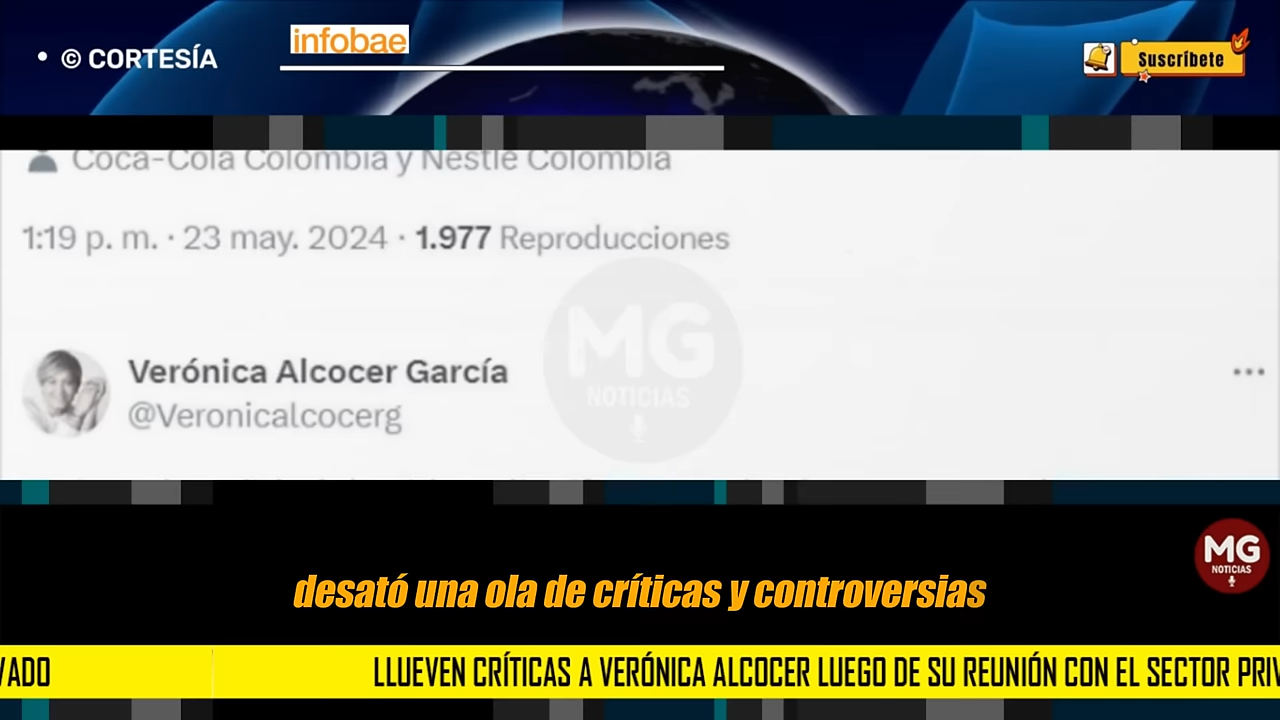 • © CORTESÍA
infobae
Suscríbete
Coca-Cola Colombia y Nestlé Colombia
1:19 p. m. · 23 may. 2024 · 1.977 Reproducciones
MG
NOTICIAS
Verónica Alcocer García
@Veronicalcocerg
MG
NOTICIAS
desató una ola de críticas y controversias
VADO LLUEVEN CRÍTICAS A VERÓNICA ALCOCER LUEGO DE SU REUNIÓN CON EL SECTOR PRIV